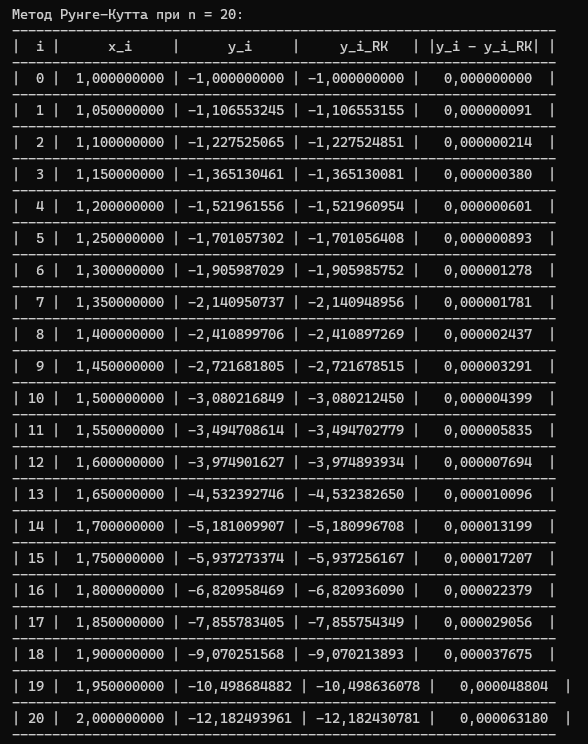 Метод Рунге-Кутта при n = 20:
| i | x_i | y_i | y_i_RK | |y_i - y_i_RK| |
| 0 | 1,000000000 | -1,000000000 | -1,000000000 | 0,000000000 |
| 1 | 1,050000000 | -1,106553245 | -1,106553155 | 0,000000091 |
| 2 | 1,100000000 | -1,227525065 | -1,227524851 | 0,000000214 |
| 3 | 1,150000000 | -1,365130461 | -1,365130081 | 0,000000380 |
| 4 | 1,200000000 | -1,521961556 | -1,521960954 | 0,000000601 |
| 5 | 1,250000000 | -1,701057302 | -1,701056408 | 0,000000893 |
| 6 | 1,300000000 | -1,905987029 | -1,905985752 | 0,000001278 |
| 7 | 1,350000000 | -2,140950737 | -2,140948956 | 0,000001781 |
| 8 | 1,400000000 | -2,410899706 | -2,410897269 | 0,000002437 |
| 9 | 1,450000000 | -2,721681805 | -2,721678515 | 0,000003291 |
| 10 | 1,500000000 | -3,080216849 | -3,080212450 | 0,000004399 |
| 11 | 1,550000000 | -3,494708614 | -3,494702779 | 0,000005835 |
| 12 | 1,600000000 | -3,974901627 | -3,974893934 | 0,000007694 |
| 13 | 1,650000000 | -4,532392746 | -4,532382650 | 0,000010096 |
| 14 | 1,700000000 | -5,181009907 | -5,180996708 | 0,000013199 |
| 15 | 1,750000000 | -5,937273374 | -5,937256167 | 0,000017207 |
| 16 | 1,800000000 | -6,820958469 | -6,820936090 | 0,000022379 |
| 17 | 1,850000000 | -7,855783405 | -7,855754349 | 0,000029056 |
| 18 | 1,900000000 | -9,070251568 | -9,070213893 | 0,000037675 |
| 19 | 1,950000000 | -10,498684882 | -10,498636078 | 0,000048804 |
| 20 | 2,000000000 | -12,182493961 | -12,182430781 | 0,000063180 |